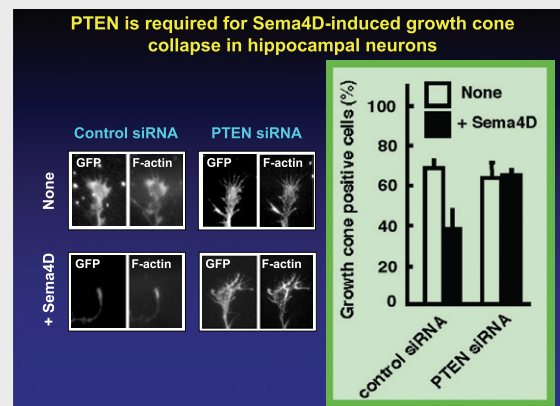 PTEN is required for Sema4D-induced growth cone
collapse in hippocampal neurons
Control siRNA
PTEN siRNA
None
GFP
F-actin
GFP
F-actin
+ Sema4D
GFP
F-actin
GFP
F-actin
Growth cone positive cells (%)
100
80
60
40
20
0
None
+ Sema4D
control siRNA
PTEN siRNA